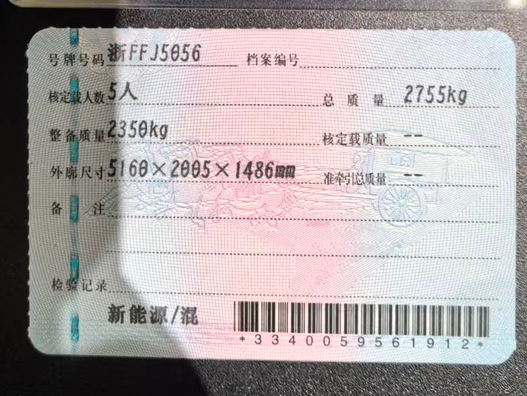 号牌号码 浙FFJ5056 档案编号
核定载人数 5人 总质量 2755kg
整备质量 2350kg 核定载质量 --
外廓尺寸 5160×2005×1486mm 准牵引总质量 --
备注
检验记录
新能源/混
*3340059561912*